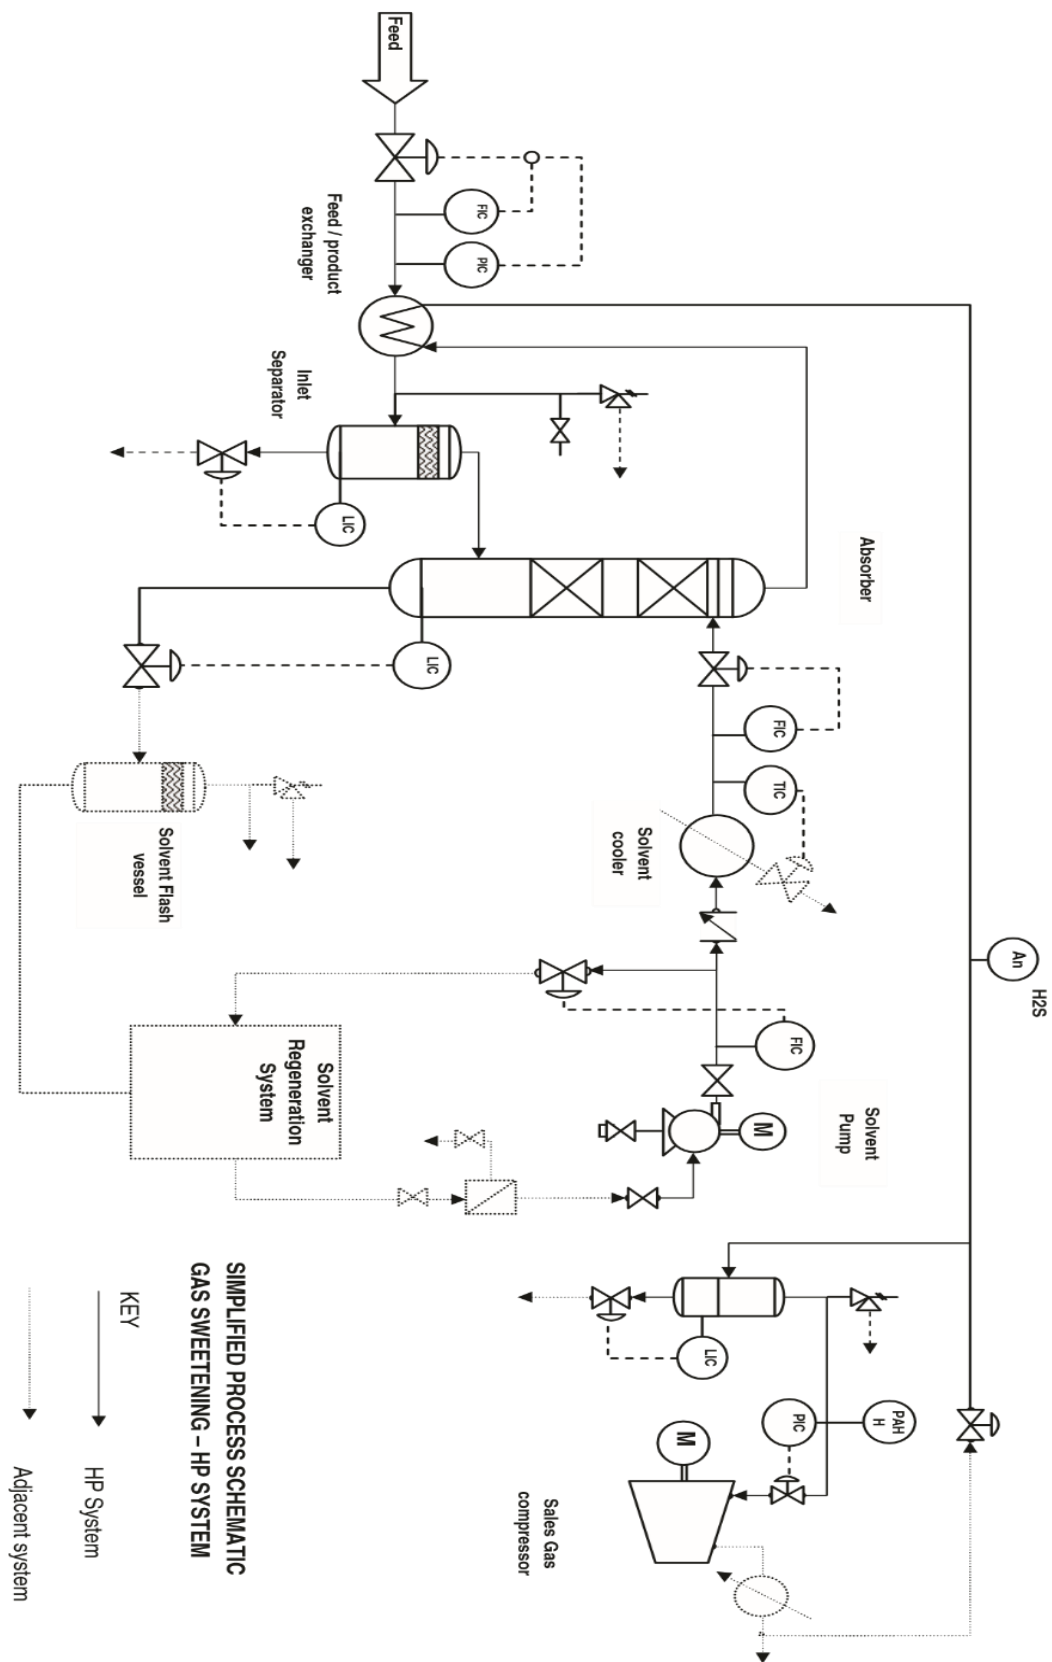 Feed
FIC
PIC
Feed / product
exchanger
Inlet
Separator
LIC
Absorber
LIC
FIC
TIC
Solvent
cooler
Solvent Flash
vessel
An
H2S
FIC
Solvent
Regeneration
System
M
Solvent
Pump
LIC
PIC
PAH
H
M
Sales Gas
compressor
SIMPLIFIED PROCESS SCHEMATIC
GAS SWEETENING – HP SYSTEM
KEY
HP System
Adjacent system